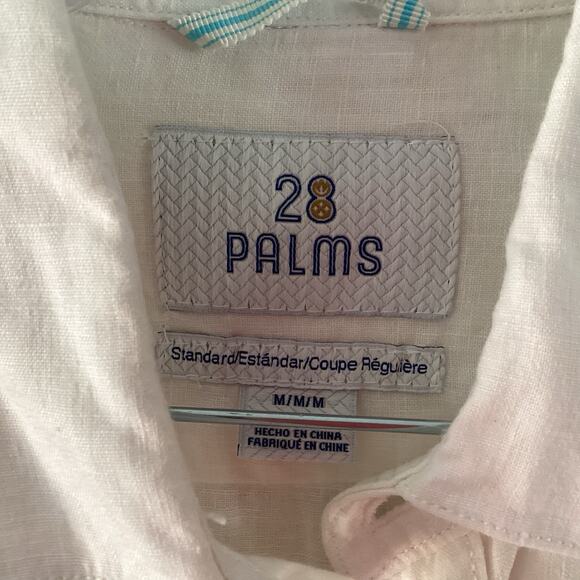 28
PALMS
Standard/Estándar/Coupe Régulière
M/M/M
HECHO EN CHINA
FABRIQUÉ EN CHINE